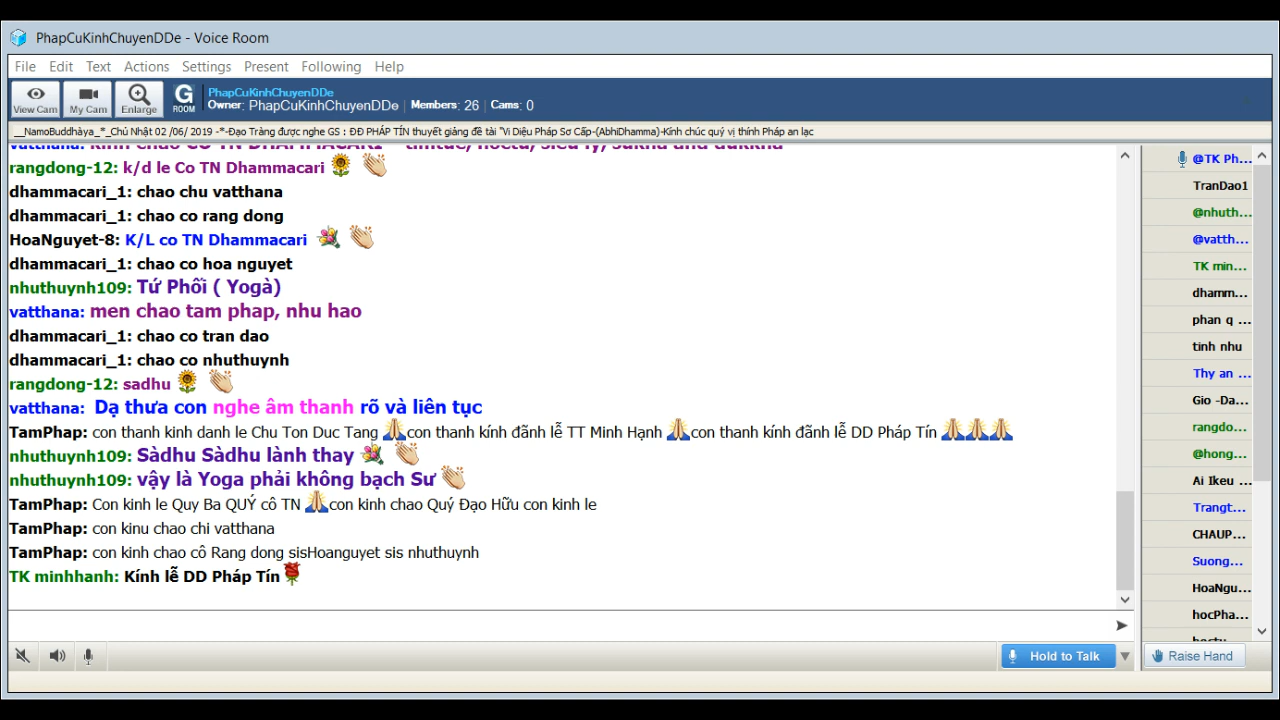 PhapCuKinhChuyenDDe - Voice Room
File Edit Text Actions Settings Present Following Help
View Cam My Cam Enlarge G ROOM PhapCuKinhChuyenDDe
Owner: PhapCuKinhChuyenDDe | Members: 26 | Cams: 0
__NamoBuddhàya_*_Chủ Nhật 02 /06/ 2019 -*-Đạo Tràng được nghe GS : ĐĐ PHÁP TÍN thuyết giảng đề tài "Vi Diệu Pháp Sơ Cấp-(AbhiDhamma)-Kính chúc quý vị thính Pháp an lạc
rangdong-12: k/d le Co TN Dhammacari
dhammacari_1: chao chu vatthana
dhammacari_1: chao co rang dong
HoaNguyet-8: K/L co TN Dhammacari
dhammacari_1: chao co hoa nguyet
nhuthuynh109: Tứ Phối ( Yogà)
vatthana: men chao tam phap, nhu hao
dhammacari_1: chao co tran dao
dhammacari_1: chao co nhuthuynh
rangdong-12: sadhu
vatthana: Dạ thưa con nghe âm thanh rõ và liên tục
TamPhap: con thanh kinh danh le Chu Ton Duc Tang 🙏con thanh kính đãnh lễ TT Minh Hạnh 🙏con thanh kính đãnh lễ DD Pháp Tín 🙏🙏🙏
nhuthuynh109: Sàdhu Sàdhu lành thay
nhuthuynh109: vậy là Yoga phải không bạch Sư
TamPhap: Con kinh le Quy Ba QUÝ cô TN 🙏con kinh chao Quý Đạo Hữu con kinh le
TamPhap: con kinu chao chi vatthana
TamPhap: con kinh chao cô Rang dong sisHoanguyet sis nhuthuynh
TK minhhanh: Kính lễ DD Pháp Tín🌹
@TK Ph...
TranDao1
@nhuth...
@vatth...
TK min...
dhamm...
phan q ...
tinh nhu
Thy an ...
Gio -Da...
rangdo...
@hong...
Ai Ikeu ...
Trangt...
CHAUP...
Suong...
HoaNgu...
hocPha...
Hold to Talk
Raise Hand